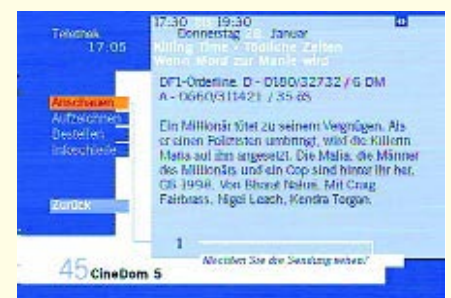 Telethek
17:05
17:30 bis 19:30
Donnerstag 28. Januar
Killing Time - Tödliche Zeiten
Wenn Mord zur Manie wird
DF1-Orderline D - 0180/32732 / 6 DM
A - 0660/311421 / 35 öS
Anschauen
Aufzeichnen
Bestellen
Zurück
Ein Millionär tötet zu seinem Vergnügen. Als
er einen Polizisten umbringt, wird die Killerin
Maria auf ihn angesetzt. Die Mafia, die Männer
des Millionärs und ein Cop sind hinter ihr her.
GB 1998. Von Bharat Nalluri. Mit Craig
Fairbrass, Nigel Leach, Kendra Torgan.
1
Möchten Sie die Sendung sehen?
45 CineDom 5